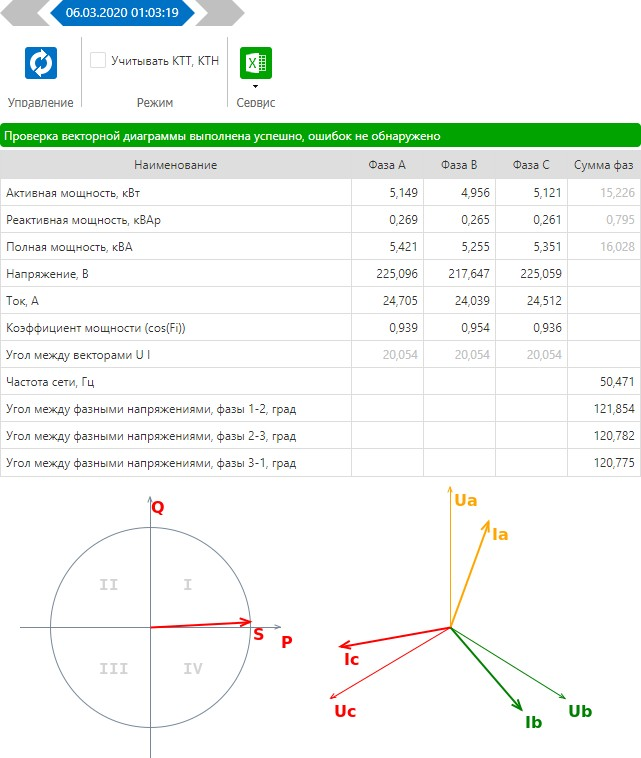 06.03.2020 01:03:19
Учитывать КТТ, КТН
Управление Режим Сервис
Проверка векторной диаграммы выполнена успешно, ошибок не обнаружено
Наименование Фаза А Фаза В Фаза С Сумма фаз
Активная мощность, кВт 5,149 4,956 5,121 15,226
Реактивная мощность, кВАр 0,269 0,265 0,261 0,795
Полная мощность, кВА 5,421 5,255 5,351 16,028
Напряжение, В 225,096 217,647 225,059
Ток, А 24,705 24,039 24,512
Коэффициент мощности (cos(Fi)) 0,939 0,954 0,936
Угол между векторами U I 20,054 20,054 20,054
Частота сети, Гц 50,471
Угол между фазными напряжениями, фазы 1-2, град 121,854
Угол между фазными напряжениями, фазы 2-3, град 120,782
Угол между фазными напряжениями, фазы 3-1, град 120,775
Q
II I
S
P
III IV
Ua
Ia
Ic
Uc
Ub
Ib